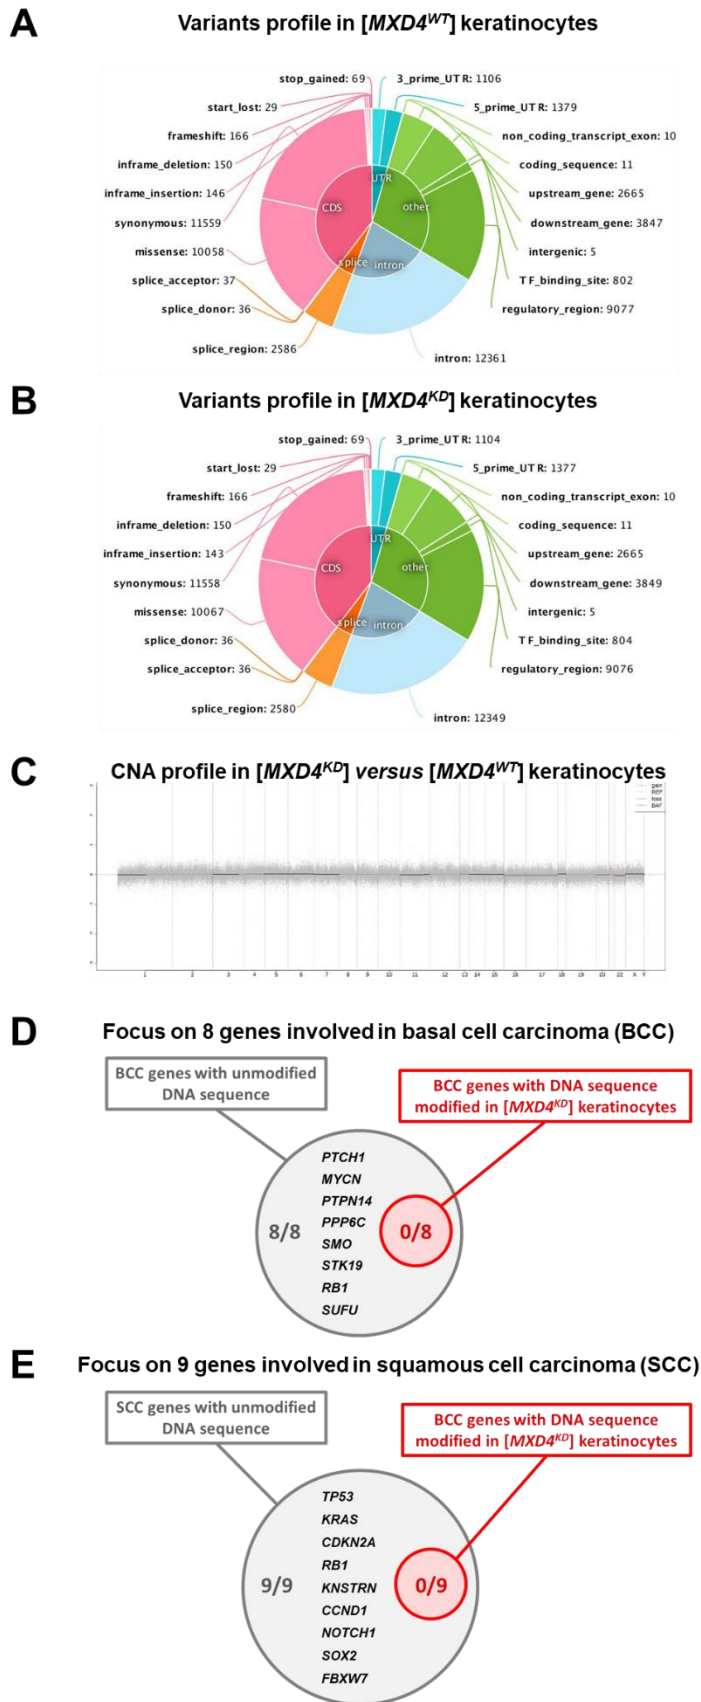 A
Variants profile in [MXD4WT] keratinocytes
stop_gained: 69
3_prime_UTR: 1106
start_lost: 29
5_prime_UTR: 1379
frameshift: 166
non_coding_transcript_exon: 10
inframe_deletion: 150
coding_sequence: 11
inframe_insertion: 146
upstream_gene: 2665
synonymous: 11559
downstream_gene: 3847
missense: 10058
intergenic: 5
splice_acceptor: 37
TF_binding_site: 802
splice_donor: 36
regulatory_region: 9077
splice_region: 2586
intron: 12361
UTR
CDS
other
splice
intron
B
Variants profile in [MXD4KD] keratinocytes
stop_gained: 69
3_prime_UTR: 1104
start_lost: 29
5_prime_UTR: 1377
frameshift: 166
non_coding_transcript_exon: 10
inframe_deletion: 150
coding_sequence: 11
inframe_insertion: 143
upstream_gene: 2665
synonymous: 11558
downstream_gene: 3849
missense: 10067
intergenic: 5
splice_donor: 36
TF_binding_site: 804
splice_acceptor: 36
regulatory_region: 9076
splice_region: 2580
intron: 12349
UTR
CDS
other
splice
intron
C
CNA profile in [MXD4KD] versus [MXD4WT] keratinocytes
gain
REF
loss
BAF
1 2 3 4 5 6 7 8 9 10 11 12 13 14 15 16 17 18 19 20 22 X Y
D
Focus on 8 genes involved in basal cell carcinoma (BCC)
BCC genes with unmodified
DNA sequence
BCC genes with DNA sequence
modified in [MXD4KD] keratinocytes
PTCH1
MYCN
PTPN14
PPP6C
SMO
STK19
RB1
SUFU
8/8
0/8
E
Focus on 9 genes involved in squamous cell carcinoma (SCC)
SCC genes with unmodified
DNA sequence
BCC genes with DNA sequence
modified in [MXD4KD] keratinocytes
TP53
KRAS
CDKN2A
RB1
KNSTRN
CCND1
NOTCH1
SOX2
FBXW7
9/9
0/9